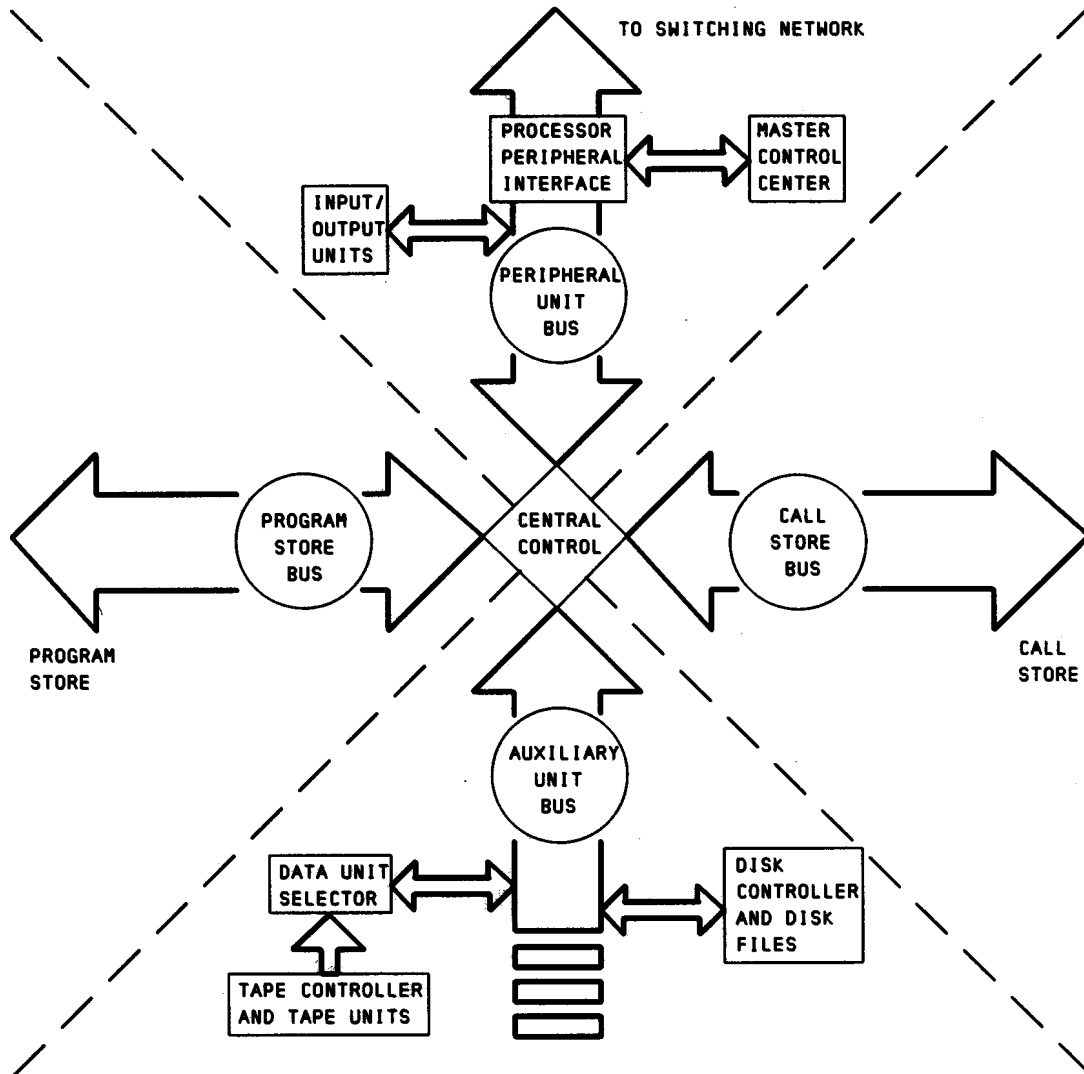 TO SWITCHING NETWORK
PROCESSOR
PERIPHERAL
INTERFACE
MASTER
CONTROL
CENTER
INPUT/
OUTPUT
UNITS
PERIPHERAL
UNIT
BUS
PROGRAM
STORE
BUS
CENTRAL
CONTROL
CALL
STORE
BUS
PROGRAM
STORE
CALL
STORE
AUXILIARY
UNIT
BUS
DATA UNIT
SELECTOR
DISK
CONTROLLER
AND DISK
FILES
TAPE CONTROLLER
AND TAPE UNITS